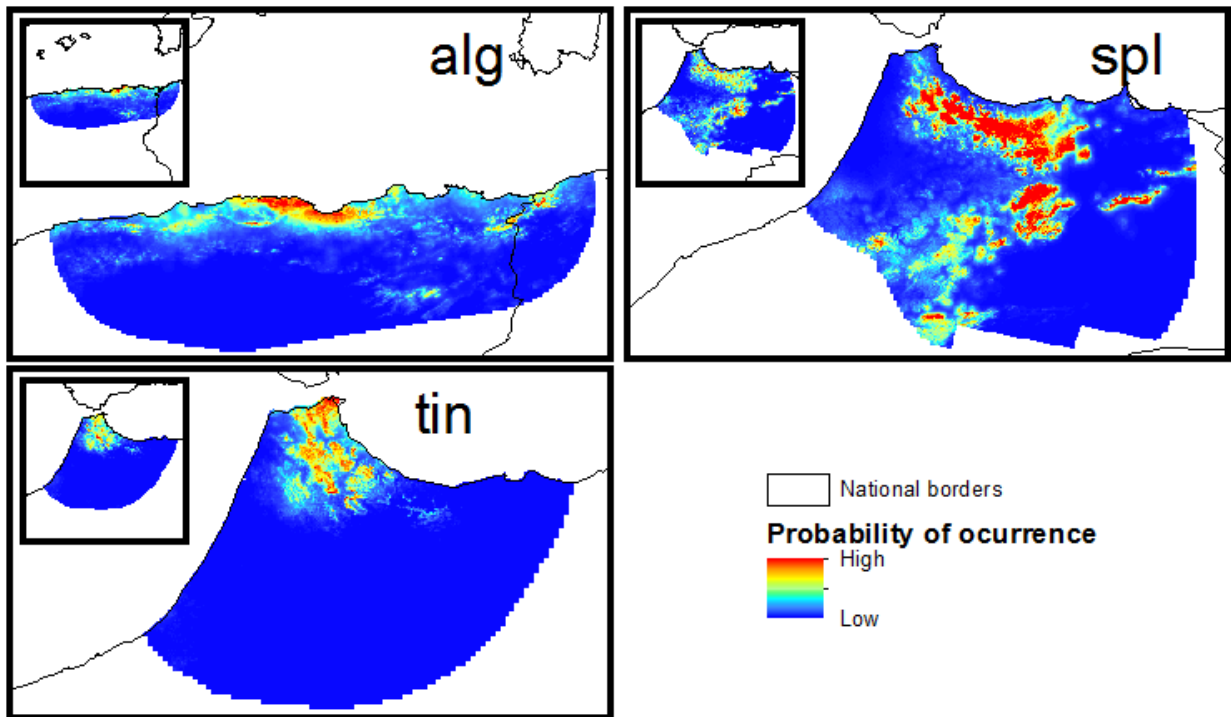 alg
spl
tin
National borders
Probability of ocurrence
High
Low